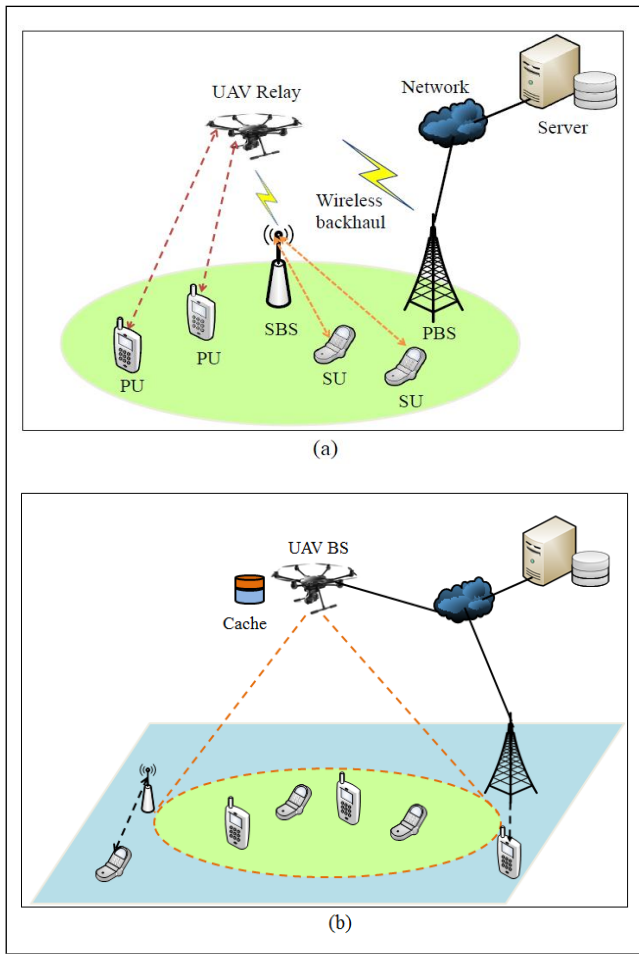 UAV Relay
Network
Server
Wireless
backhaul
SBS
PBS
PU
PU
SU
SU
(a)
UAV BS
Cache
(b)